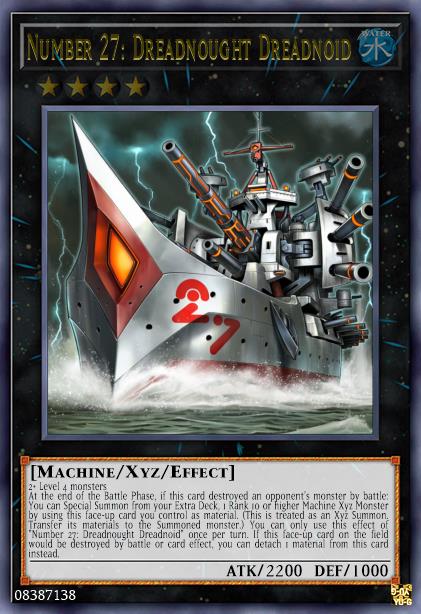 Number 27: Dreadnought Dreadnoid
WATER
水
27
[Machine/Xyz/Effect]
2+ Level 4 monsters
At the end of the Battle Phase, if this card destroyed an opponent's monster by battle:
You can Special Summon from your Extra Deck, 1 Rank 10 or higher Machine Xyz Monster
by using this face-up card you control as material. (This is treated as an Xyz Summon.
Transfer its materials to the Summoned monster.) You can only use this effect of
"Number 27: Dreadnought Dreadnoid" once per turn. If this face-up card on the field
would be destroyed by battle or card effect, you can detach 1 material from this card
instead.
ATK/2200 DEF/1000
08387138